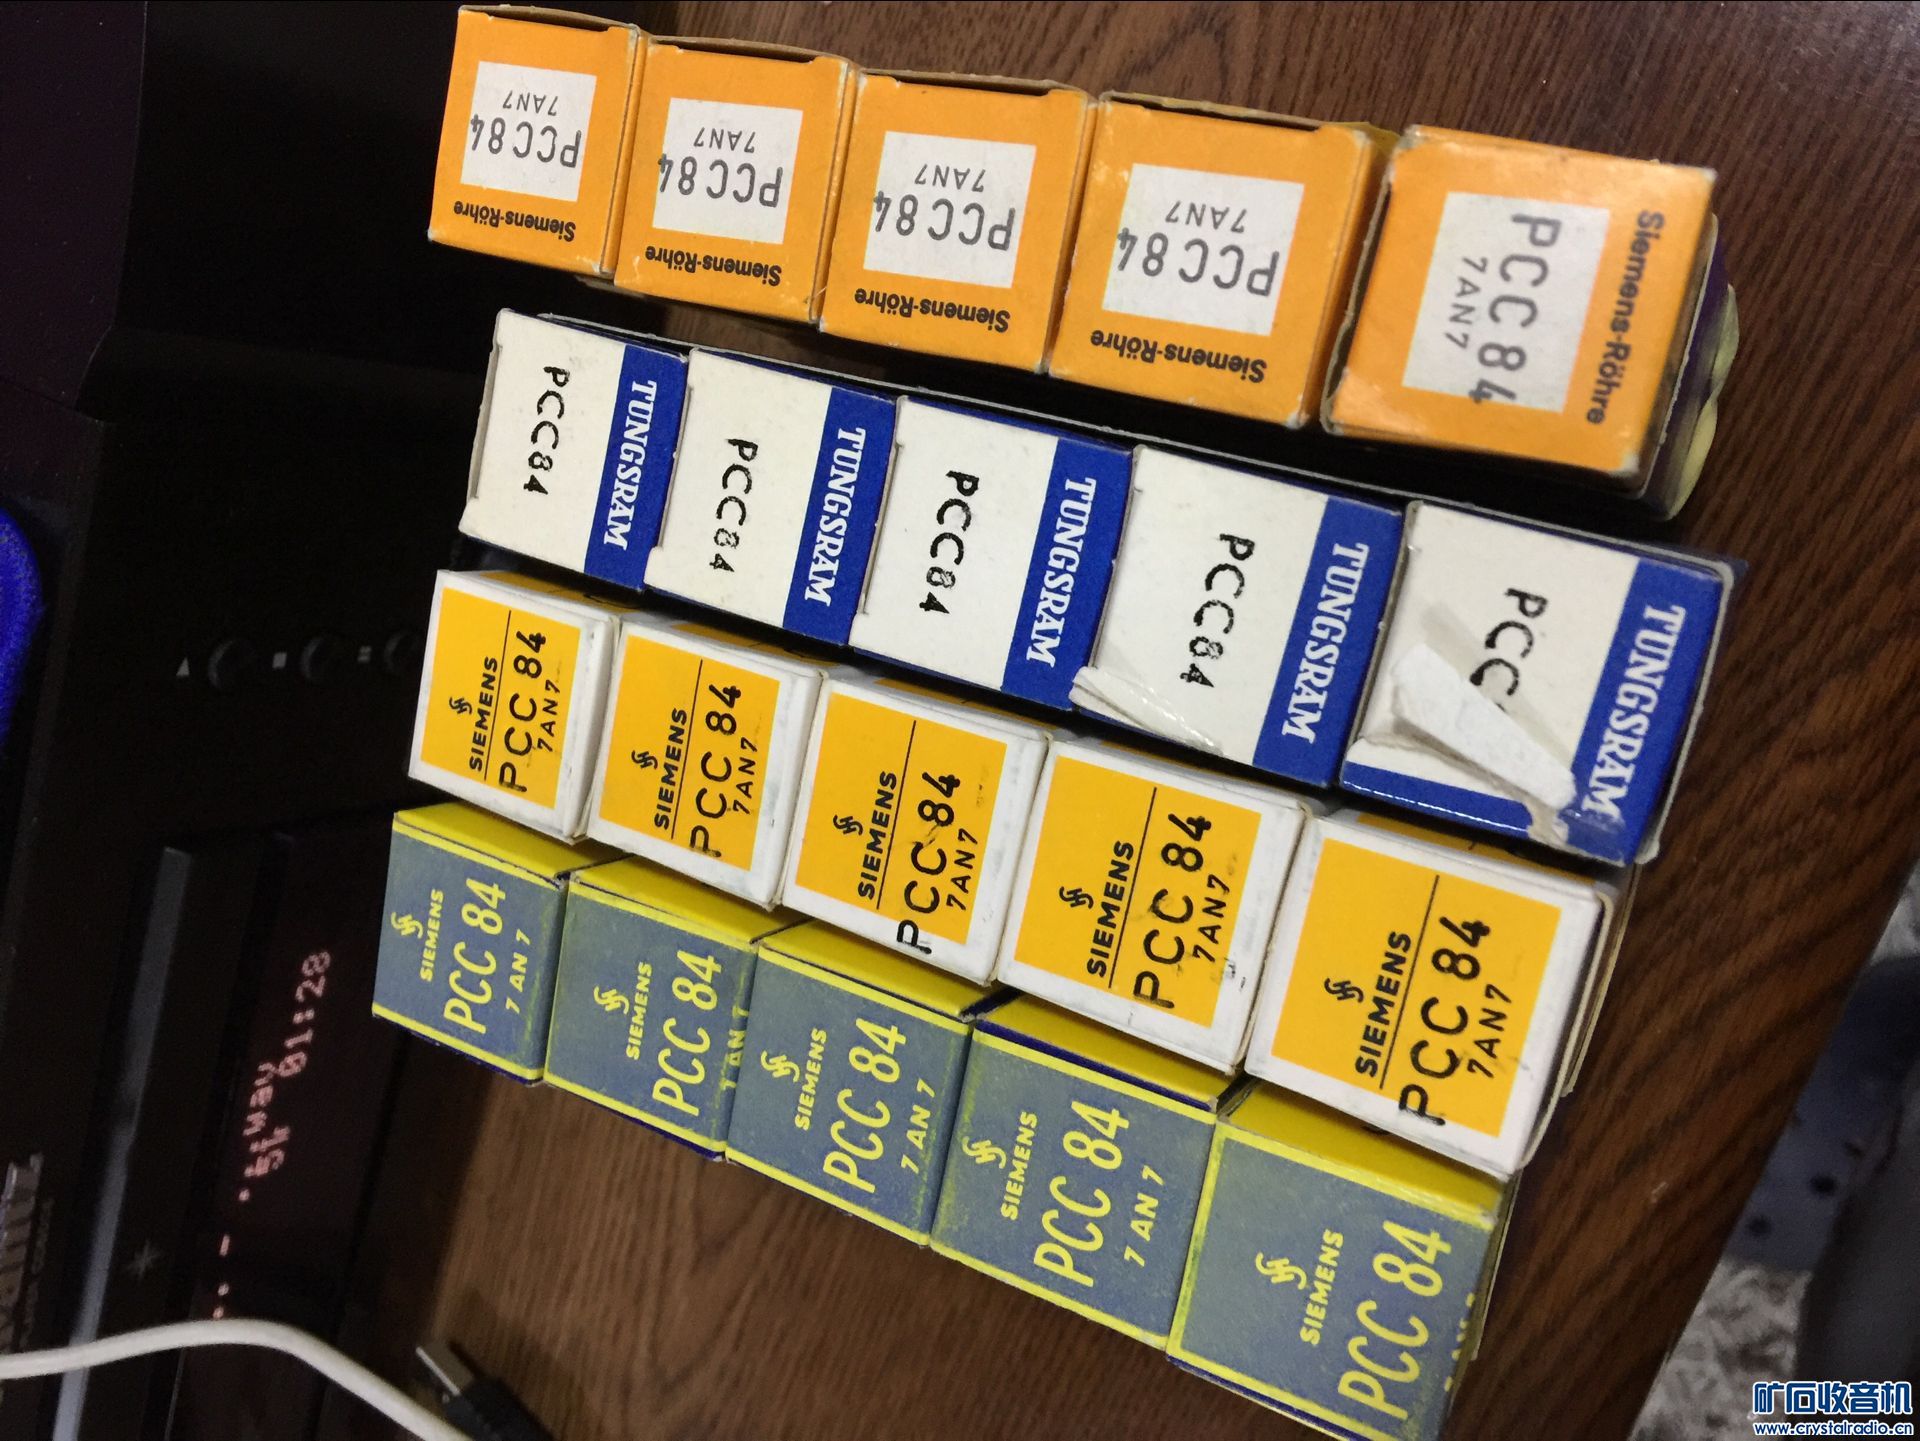 7AN7
PCC84
Siemens-Röhre
7AN7
PCC84
Siemens-Röhre
7AN7
PCC84
Siemens-Röhre
7AN7
PCC84
Siemens-Röhre
Siemens-Röhre
PCC84
7AN7
TUNGSRAM
PCC84
TUNGSRAM
PCC84
TUNGSRAM
PCC84
TUNGSRAM
PCC84
TUNGSRAM
PCC
SIEMENS
PCC 84
7AN7
SIEMENS
PCC 84
7AN7
SIEMENS
PCC 84
7AN7
SIEMENS
PCC 84
7AN7
SIEMENS
PCC 84
7AN7
SIEMENS
PCC 84
7 AN 7
SIEMENS
PCC 84
SIEMENS
PCC 84
7 AN 7
SIEMENS
PCC 84
7 AN 7
SIEMENS
PCC 84
01:28
矿石收音机
www.crystalradio.cn